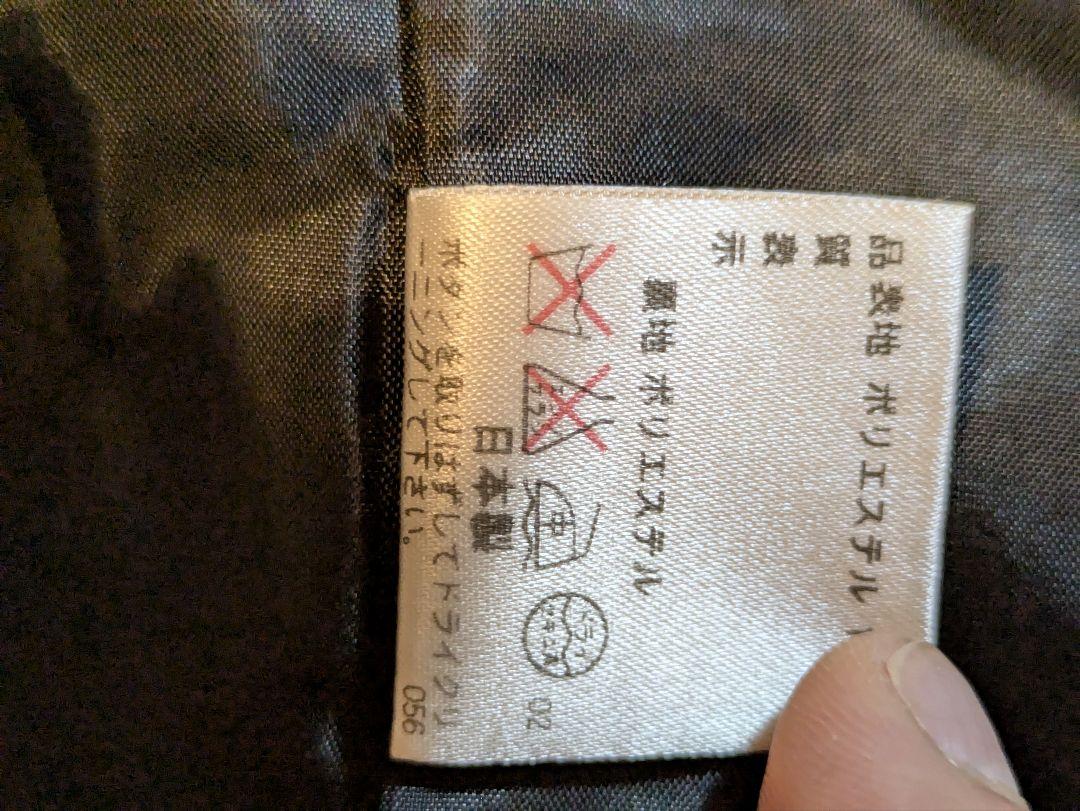 品質表示
表地 ポリエステル
裏地 ポリエステル
中
ドライ
セキユ系
02
日本製
ボタンを取りはずしてドライクリ
ーニングして下さい。
056